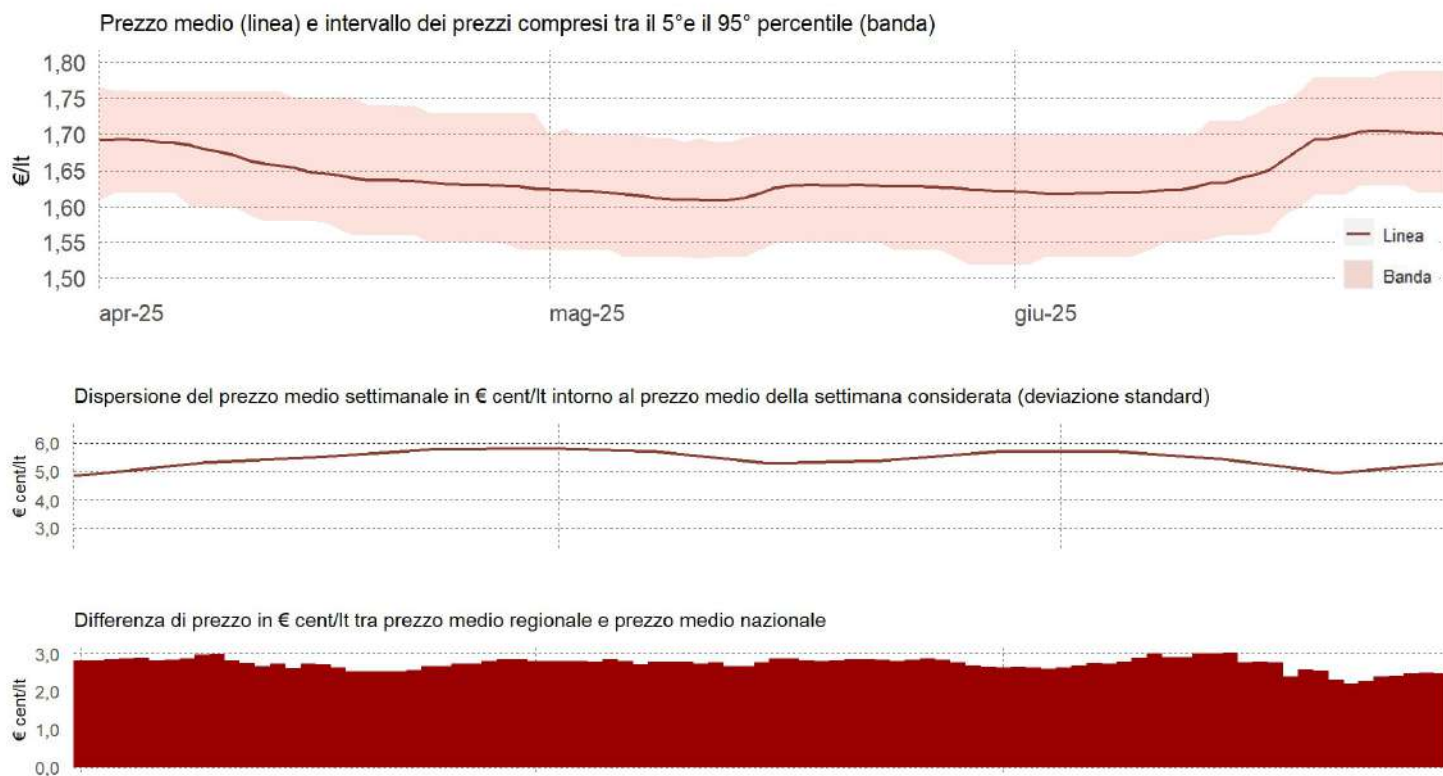 Prezzo medio (linea) e intervallo dei prezzi compresi tra il 5°e il 95° percentile (banda)
€/lt
1,80
1,75
1,70
1,65
1,60
1,55
1,50
Linea
Banda
apr-25 mag-25 giu-25
Dispersione del prezzo medio settimanale in € cent/lt intorno al prezzo medio della settimana considerata (deviazione standard)
€ cent/lt
6,0
5,0
4,0
3,0
Differenza di prezzo in € cent/lt tra prezzo medio regionale e prezzo medio nazionale
€ cent/lt
3,0
2,0
1,0
0,0